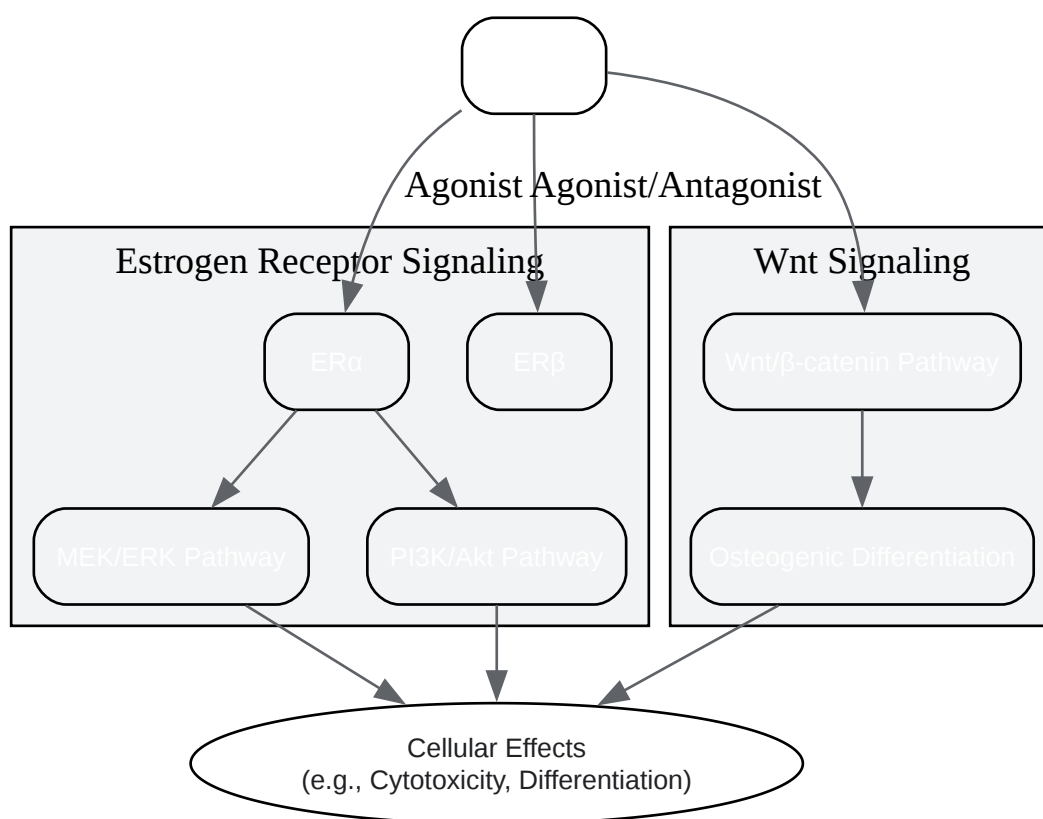 Agonist Agonist/Antagonist
Estrogen Receptor Signaling
Wnt Signaling
ERα
ERβ
Wnt/β-catenin Pathway
MEK/ERK Pathway
PI3K/Akt Pathway
Osteogenic Differentiation
Cellular Effects
(e.g., Cytotoxicity, Differentiation)